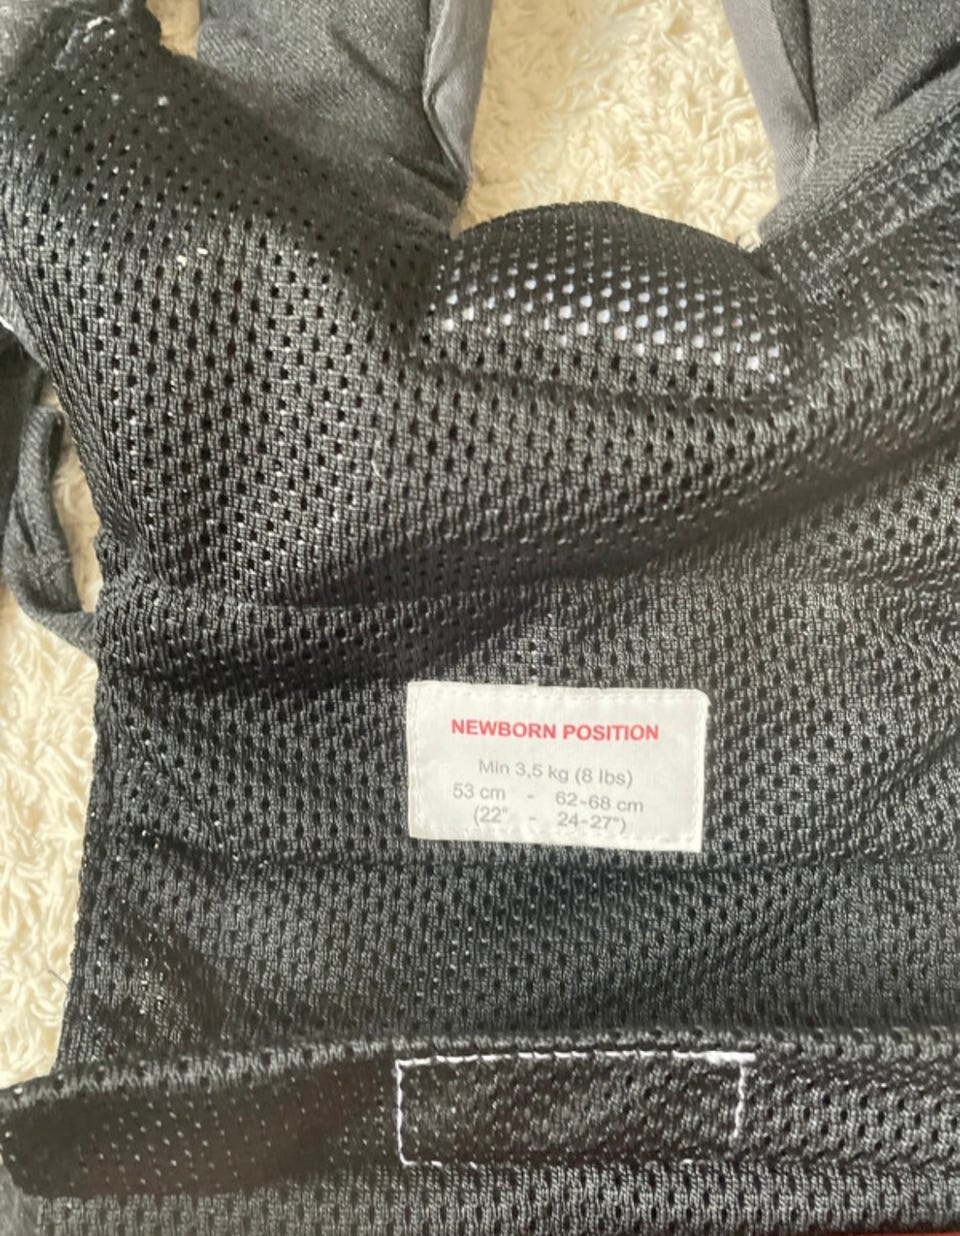 NEWBORN POSITION
Min 3,5 kg (8 lbs)
53 cm - 62-68 cm
(22" - 24-27")